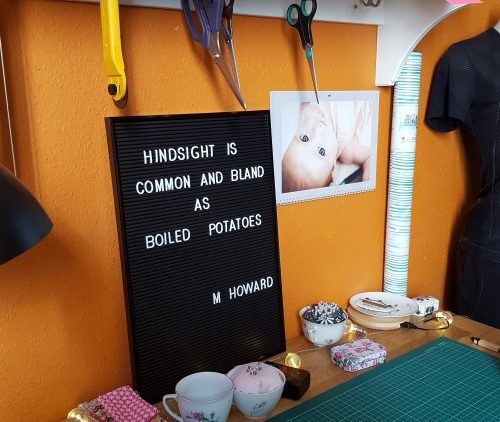 HINDSIGHT IS
COMMON AND BLAND
AS
BOILED POTATOES
M HOWARD